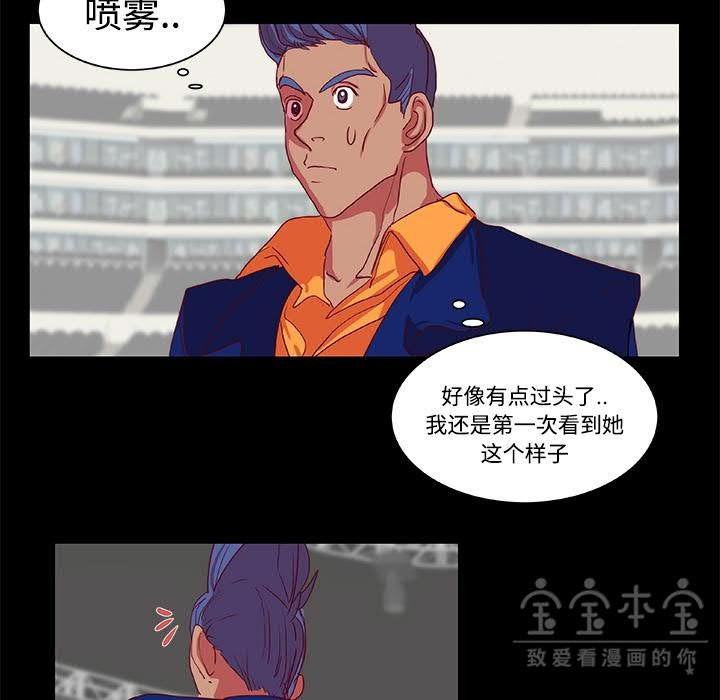 喷雾..
好像有点过头了..
我还是第一次看到她
这个样子
宝宝本宝
致爱看漫画的你